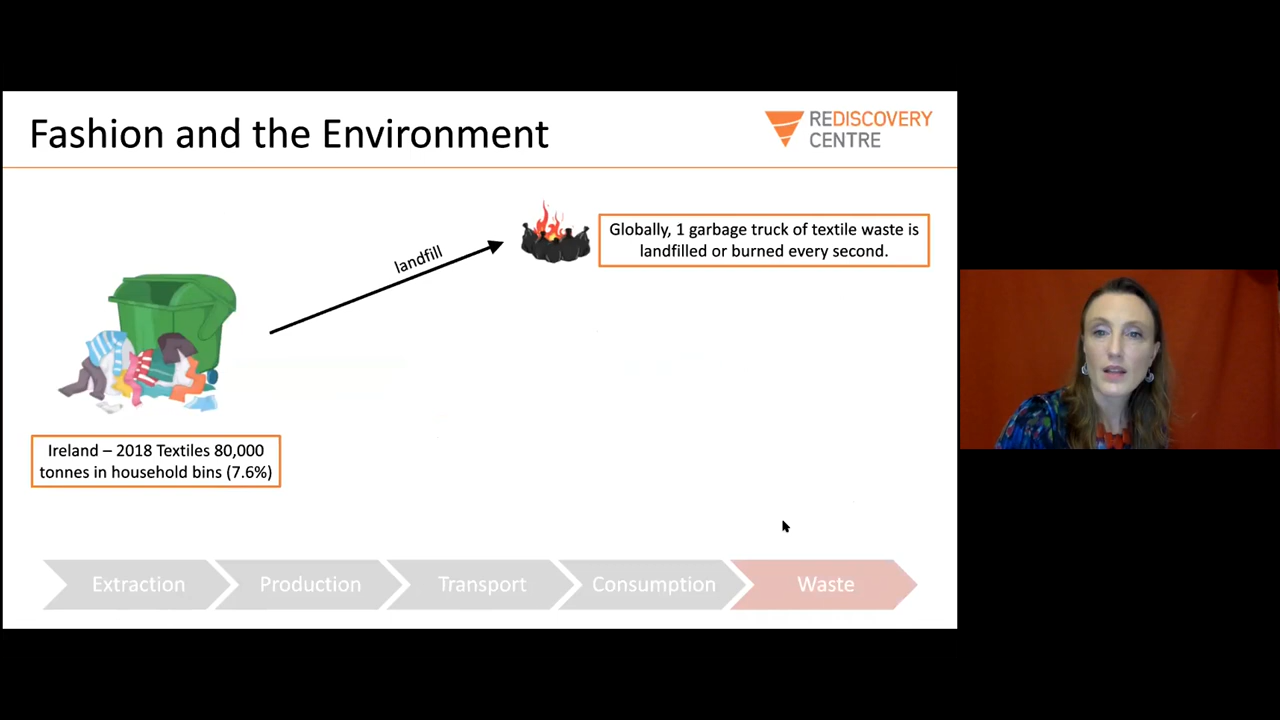 Fashion and the Environment
REDISCOVERY
CENTRE
Globally, 1 garbage truck of textile waste is
landfilled or burned every second.
landfill
Ireland – 2018 Textiles 80,000
tonnes in household bins (7.6%)
Extraction
Production
Transport
Consumption
Waste